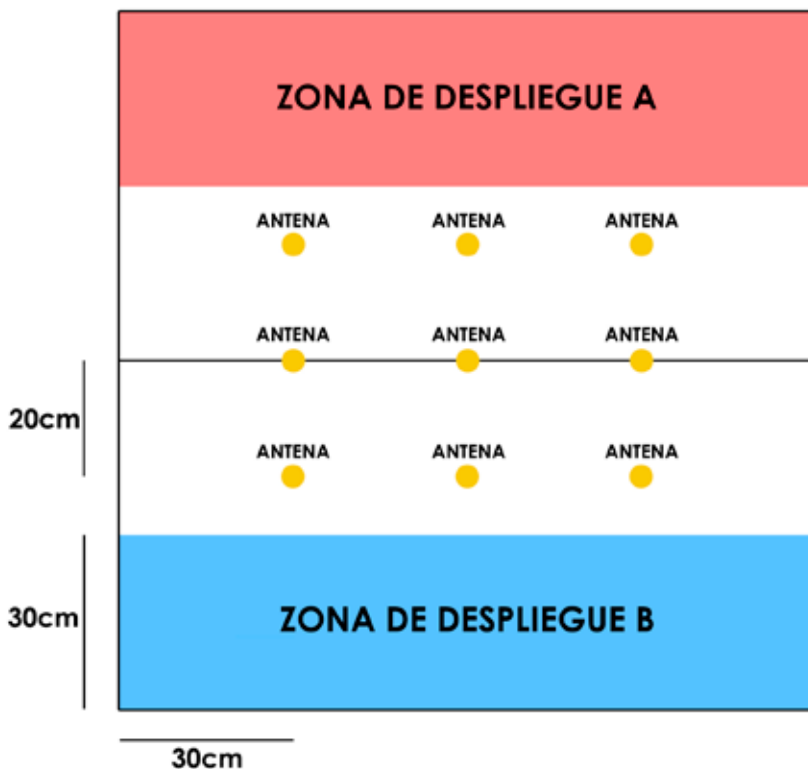 ZONA DE DESPLIEGUE A
ANTENA ANTENA ANTENA
ANTENA ANTENA ANTENA
20cm
ANTENA ANTENA ANTENA
30cm
ZONA DE DESPLIEGUE B
30cm